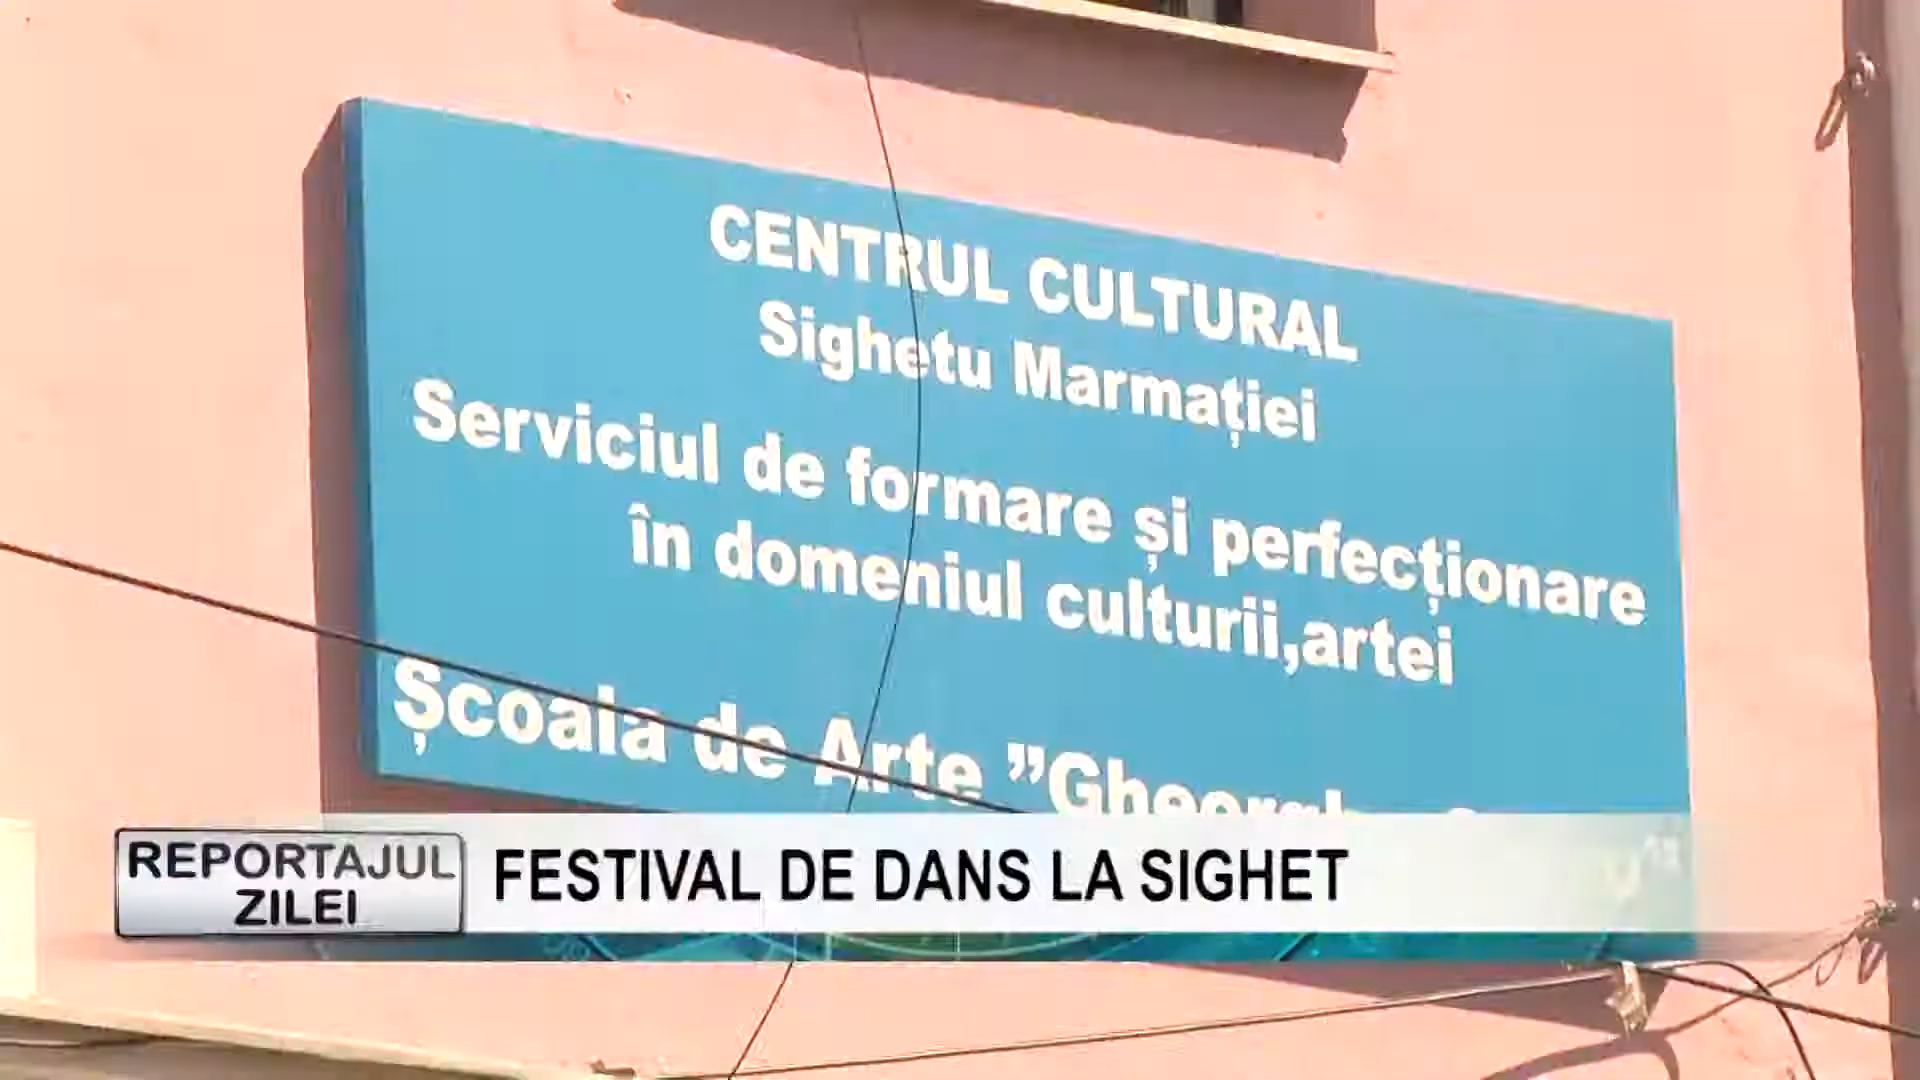 CENTRUL CULTURAL
Sighetu Marmației
Serviciul de formare și perfecționare
în domeniul culturii,artei
Școala de Arte ”Gheorghe
REPORTAJUL
ZILEI
FESTIVAL DE DANS LA SIGHET